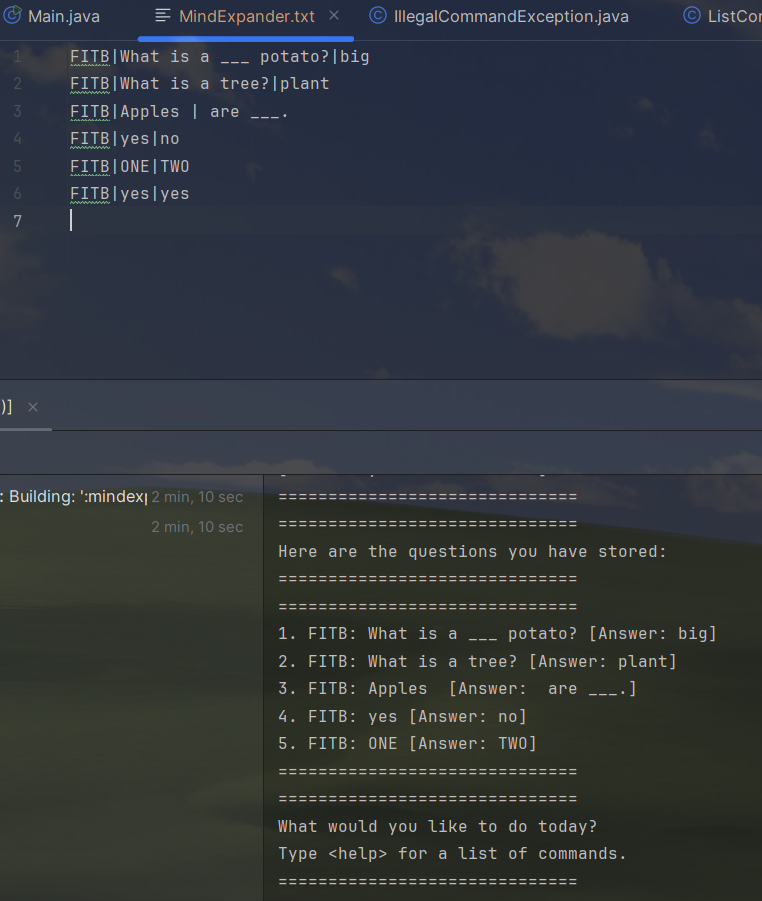 Main.java MindExpander.txt × IllegalCommandException.java ListCo
1 FITB|What is a ___ potato?|big
2 FITB|What is a tree?|plant
3 FITB|Apples | are ___.
4 FITB|yes|no
5 FITB|ONE|TWO
6 FITB|yes|yes
7
)] ×
: Building: ':mindex 2 min, 10 sec
2 min, 10 sec
==============================
==============================
Here are the questions you have stored:
==============================
==============================
1. FITB: What is a ___ potato? [Answer: big]
2. FITB: What is a tree? [Answer: plant]
3. FITB: Apples  [Answer:  are ___.]
4. FITB: yes [Answer: no]
5. FITB: ONE [Answer: TWO]
==============================
==============================
What would you like to do today?
Type <help> for a list of commands.
==============================